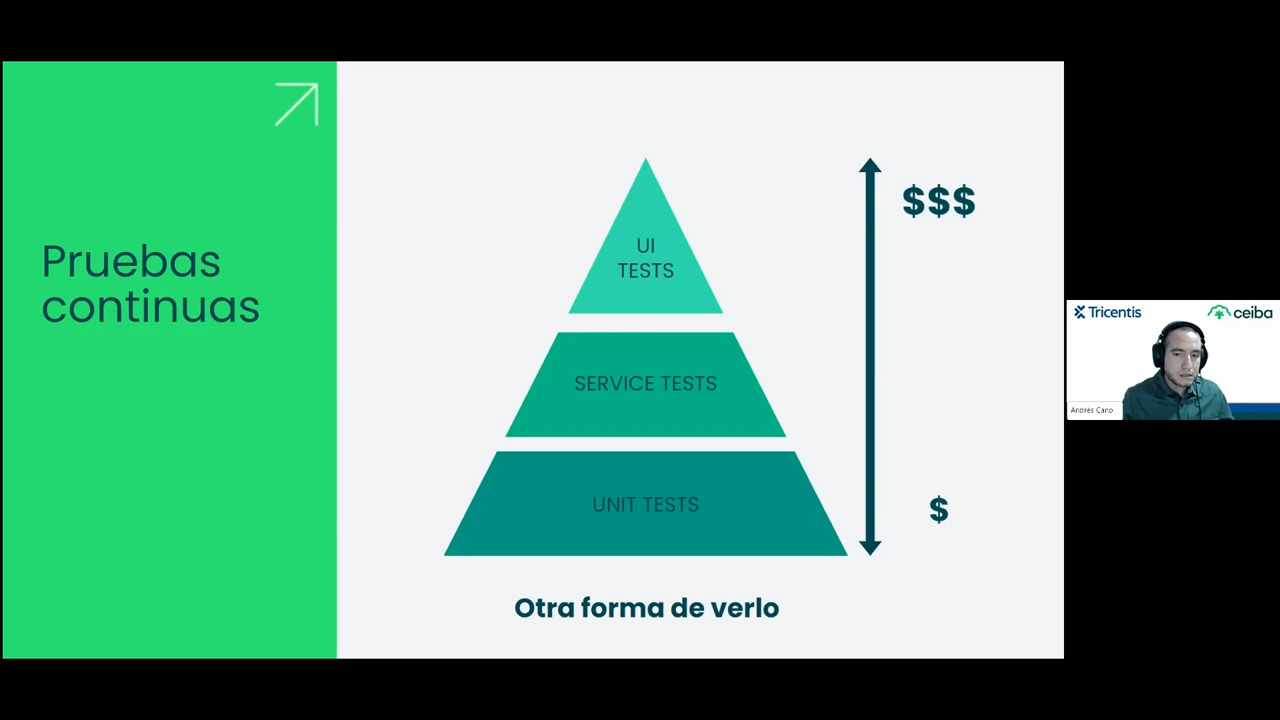 Pruebas
continuas
UI
TESTS
SERVICE TESTS
UNIT TESTS
$$$
$
Otra forma de verlo
Tricentis
ceiba
Andrés Cano